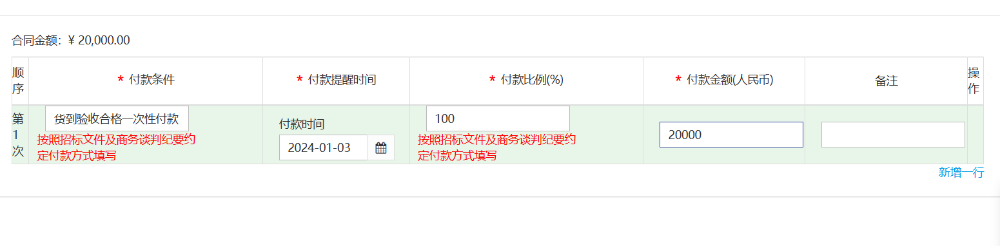 合同金额：¥ 20,000.00
顺序
* 付款条件
* 付款提醒时间
* 付款比例(%)
* 付款金额(人民币)
备注
操作
第1次
货到验收合格一次性付款
按照招标文件及商务谈判纪要约
定付款方式填写
付款时间
2024-01-03
100
按照招标文件及商务谈判纪要约
定付款方式填写
20000
新增一行